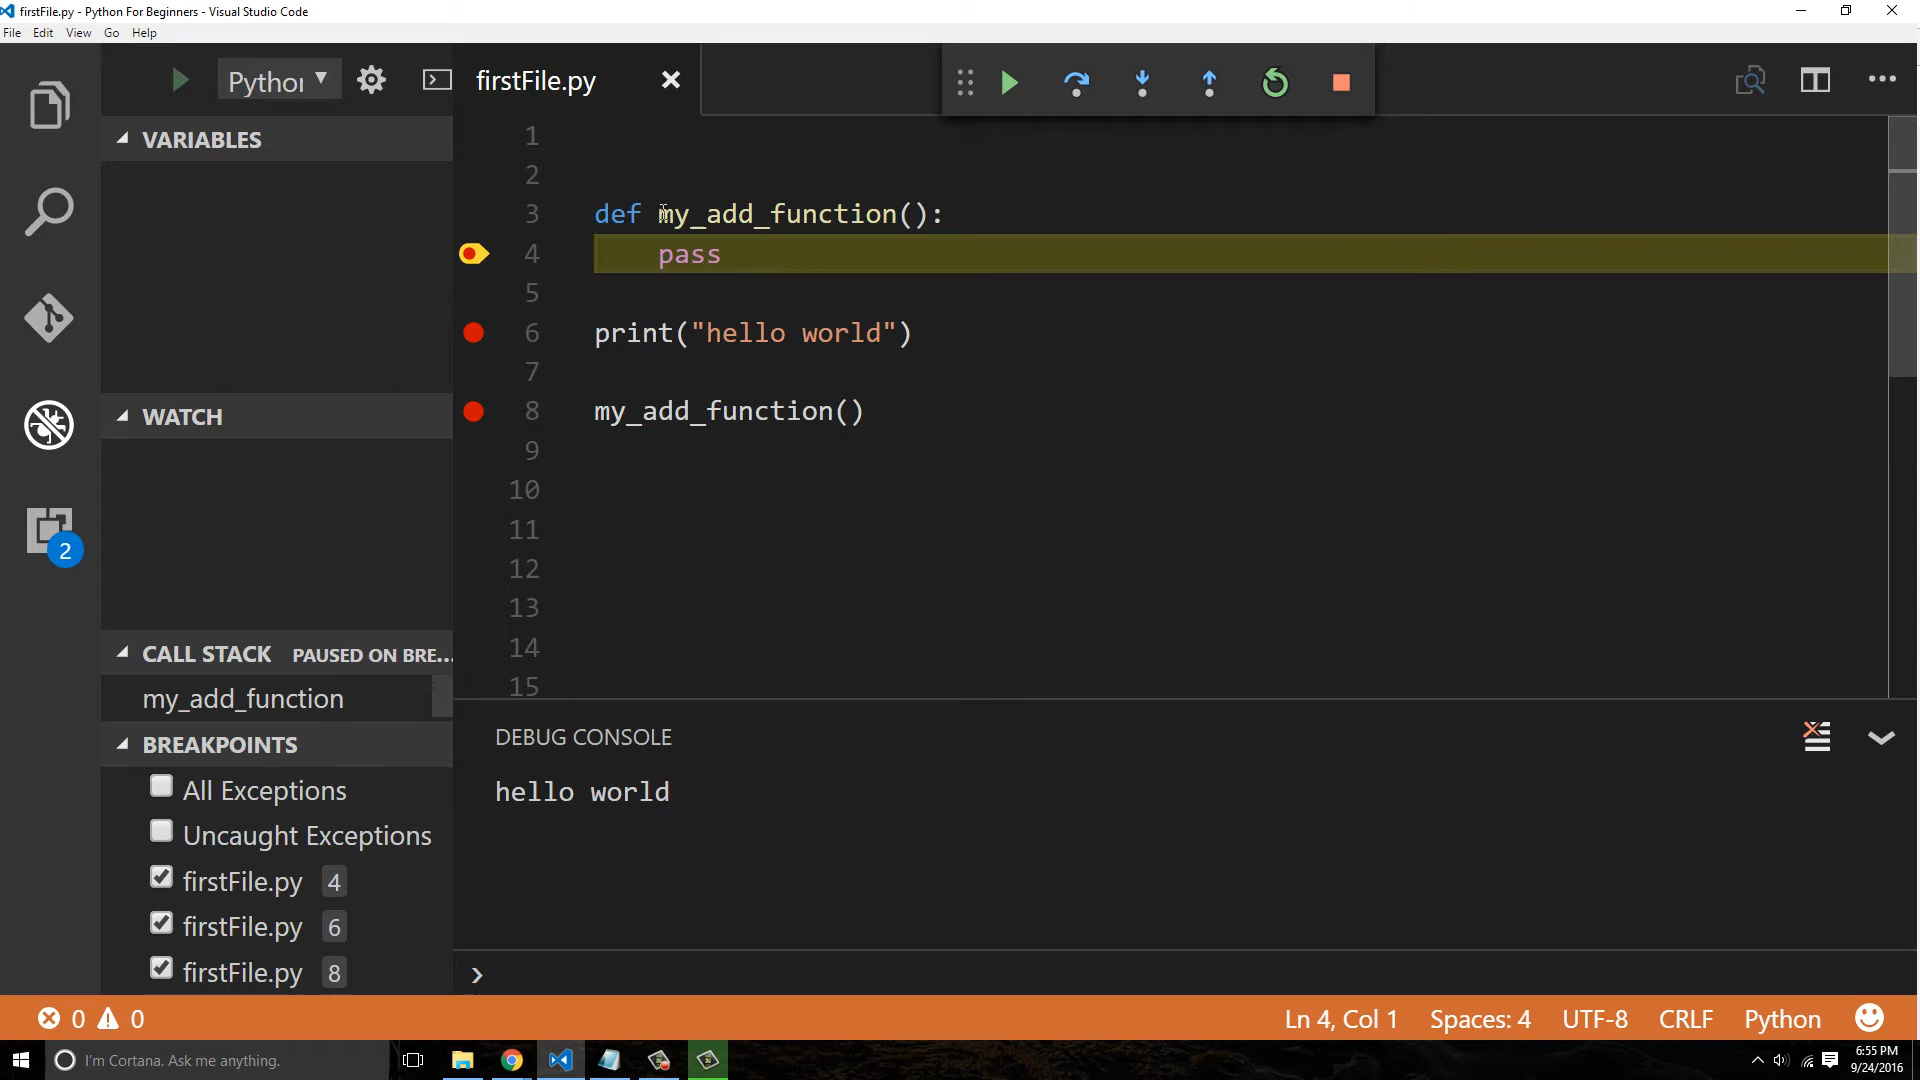 firstFile.py - Python For Beginners - Visual Studio Code
File Edit View Go Help
Pythor
firstFile.py
VARIABLES
WATCH
CALL STACK PAUSED ON BRE...
my_add_function
BREAKPOINTS
All Exceptions
Uncaught Exceptions
firstFile.py 4
firstFile.py 6
firstFile.py 8
2
1
2
3 def my_add_function():
4 pass
5
6 print("hello world")
7
8 my_add_function()
9
10
11
12
13
14
15
DEBUG CONSOLE
hello world
0 0
Ln 4, Col 1 Spaces: 4 UTF-8 CRLF Python
I'm Cortana. Ask me anything.
6:55 PM
9/24/2016